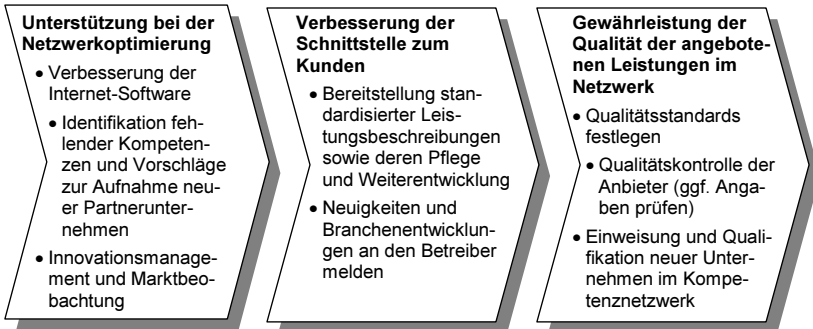 Unterstützung bei der
Netzwerkoptimierung
• Verbesserung der
Internet-Software
• Identifikation feh-
lender Kompeten-
zen und Vorschläge
zur Aufnahme neu-
er Partnerunter-
nehmen
• Innovationsmanage-
ment und Marktbeo-
bachtung
Verbesserung der
Schnittstelle zum
Kunden
• Bereitstellung stan-
dardisierter Leis-
tungsbeschreibungen
sowie deren Pflege
und Weiterentwicklung
• Neuigkeiten und
Branchenentwicklun-
gen an den Betreiber
melden
Gewährleistung der
Qualität der angebote-
nen Leistungen im
Netzwerk
• Qualitätsstandards
festlegen
• Qualitätskontrolle der
Anbieter (ggf. Anga-
ben prüfen)
• Einweisung und Quali-
fikation neuer Unter-
nehmen im Kompe-
tenznetzwerk